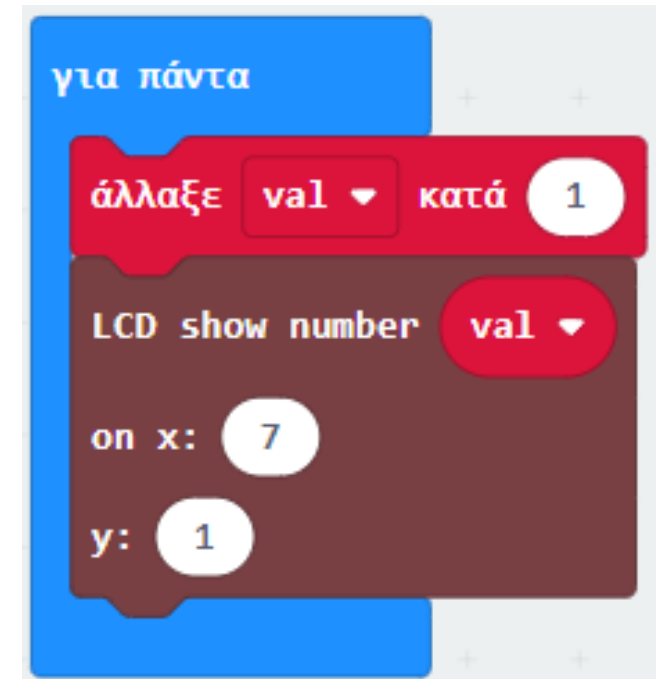 για πάντα
άλλαξε val κατά 1
LCD show number val
on x: 7
y: 1